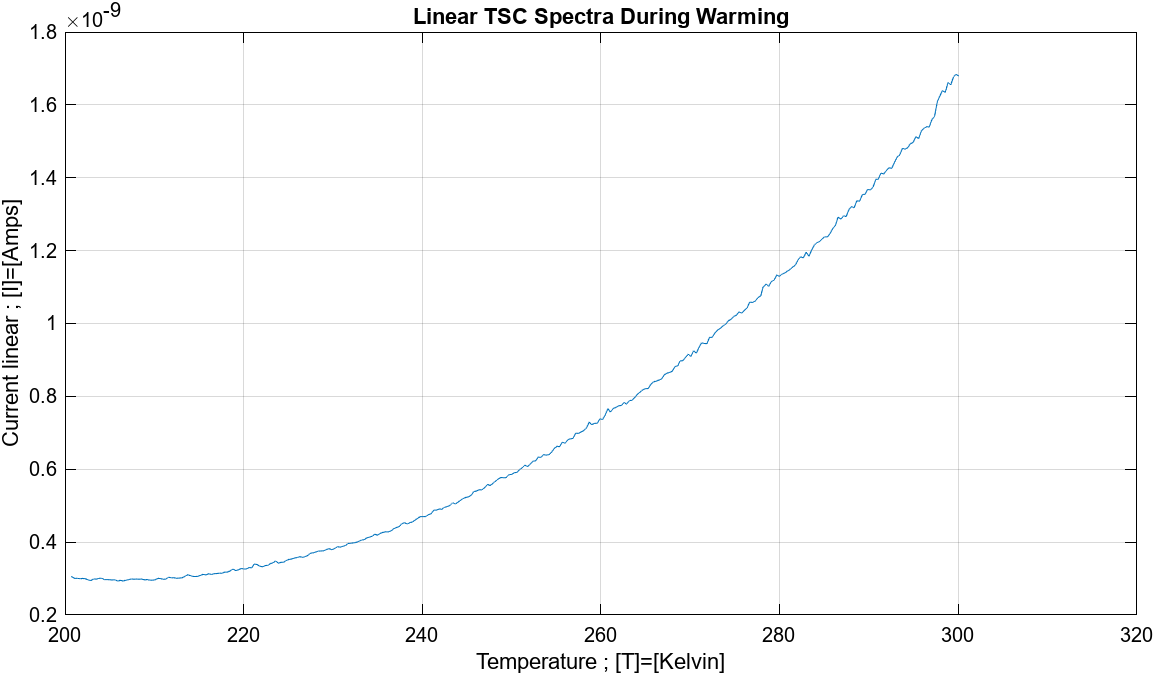 Linear TSC Spectra During Warming
×10-9
1.8
1.6
1.4
1.2
1
0.8
0.6
0.4
0.2
Current linear ; [I]=[Amps]
200 220 240 260 280 300 320
Temperature ; [T]=[Kelvin]